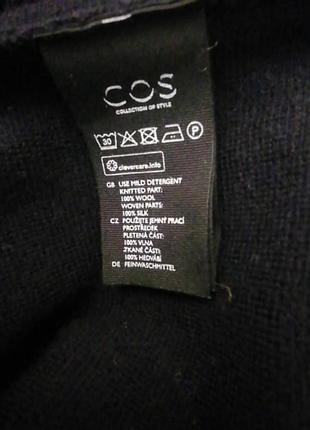 COS
COLLECTION OF STYLE
30 P
clevercare.info
GB USE MILD DETERGENT
KNITTED PART:
100% WOOL
WOVEN PARTS:
100% SILK
CZ POUŽIJTE JEMNÝ PRACÍ
PROSTŘEDEK
PLETENÁ ČÁST:
100% VLNA
TKANÉ ČÁSTI:
100% HEDVÁBÍ
DE FEINWASCHMITTEL